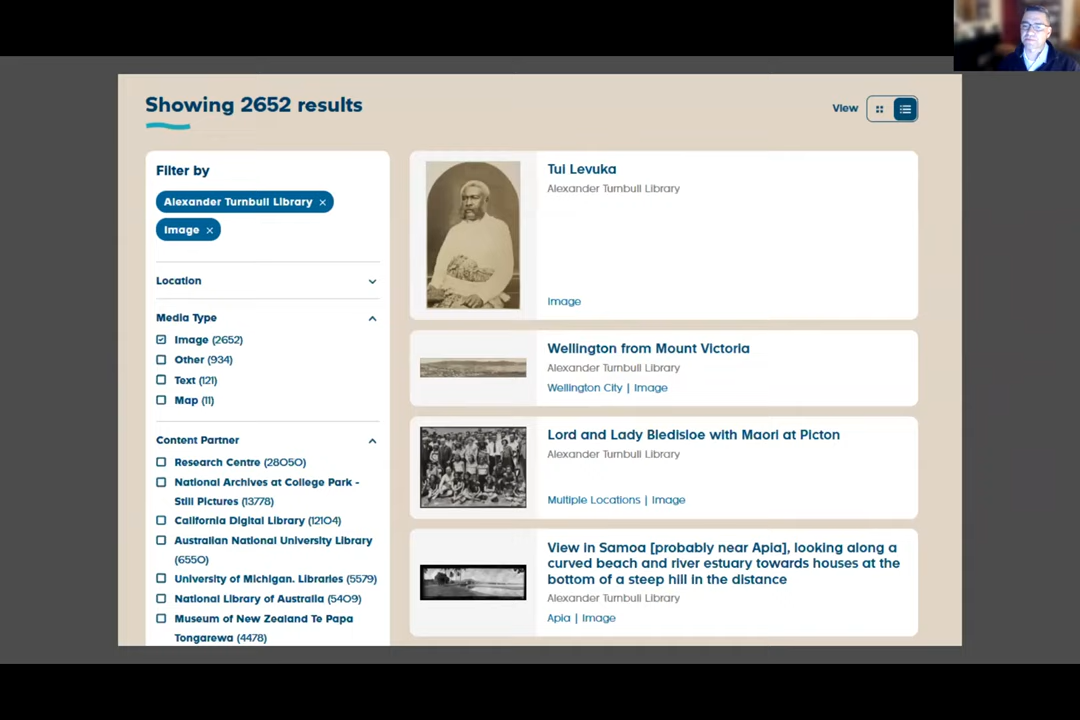 Showing 2652 results
View
Filter by
Alexander Turnbull Library ×
Image ×
Location
Media Type
Image (2652)
Other (934)
Text (121)
Map (11)
Content Partner
Research Centre (28050)
National Archives at College Park -
Still Pictures (13778)
California Digital Library (12104)
Australian National University Library
(6550)
University of Michigan. Libraries (5579)
National Library of Australia (5409)
Museum of New Zealand Te Papa
Tongarewa (4478)
Tui Levuka
Alexander Turnbull Library
Image
Wellington from Mount Victoria
Alexander Turnbull Library
Wellington City | Image
Lord and Lady Bledisloe with Maori at Picton
Alexander Turnbull Library
Multiple Locations | Image
View in Samoa [probably near Apia], looking along a
curved beach and river estuary towards houses at the
bottom of a steep hill in the distance
Alexander Turnbull Library
Apia | Image